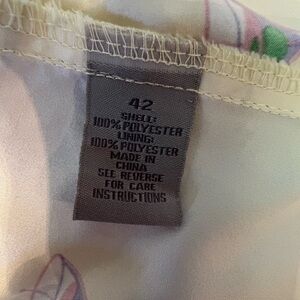 42
SHELL:
100% POLYESTER
LINING:
100% POLYESTER
MADE IN
CHINA
SEE REVERSE
FOR CARE
INSTRUCTIONS